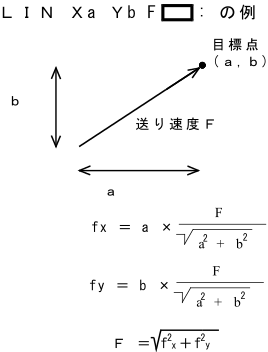 LIN Xa Yb F□: の例
目標点
(a, b)
b
送り速度F
a
fx = a × F/√(a² + b²)
fy = b × F/√(a² + b²)
F = √(f²x + f²y)